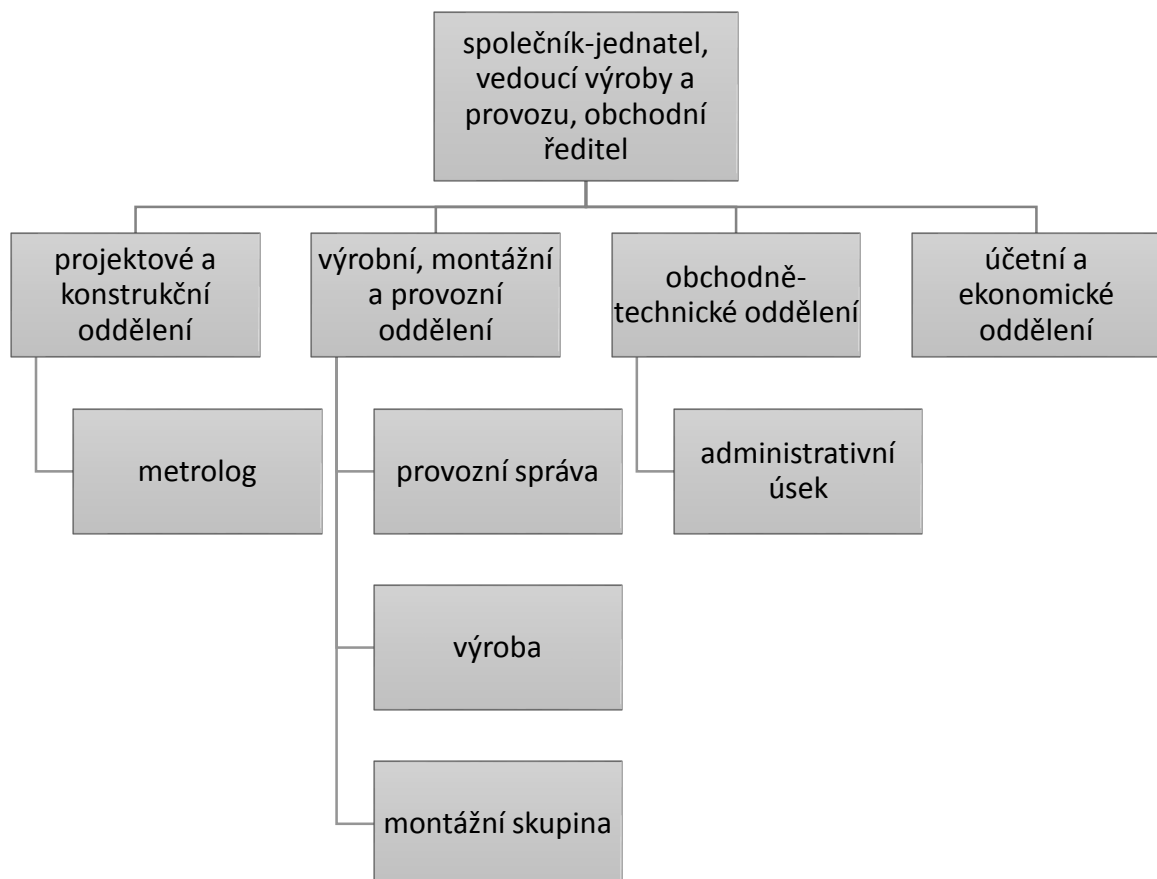 společník-jednatel,
vedoucí výroby a
provozu, obchodní
ředitel
projektové a
konstrukční
oddělení
výrobní, montážní
a provozní
oddělení
obchodně-
technické oddělení
účetní a
ekonomické
oddělení
metrolog
provozní správa
administrativní
úsek
výroba
montážní skupina